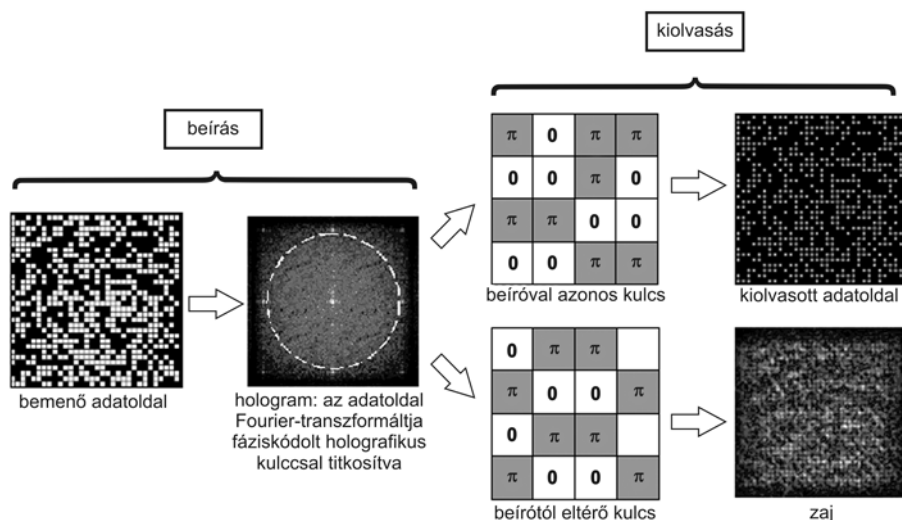 kiolvasás
beírás
π 0 π π
0 0 π 0
π π 0 0
0 0 π π
beíróval azonos kulcs
kiolvasott adatoldal
bemenő adatoldal
hologram: az adatoldal
Fourier-transzformáltja
fáziskódolt holografikus
kulccsal titkosítva
0 π π
π 0 0 π
0 π π
π 0 0 π
beírótól eltérő kulcs
zaj